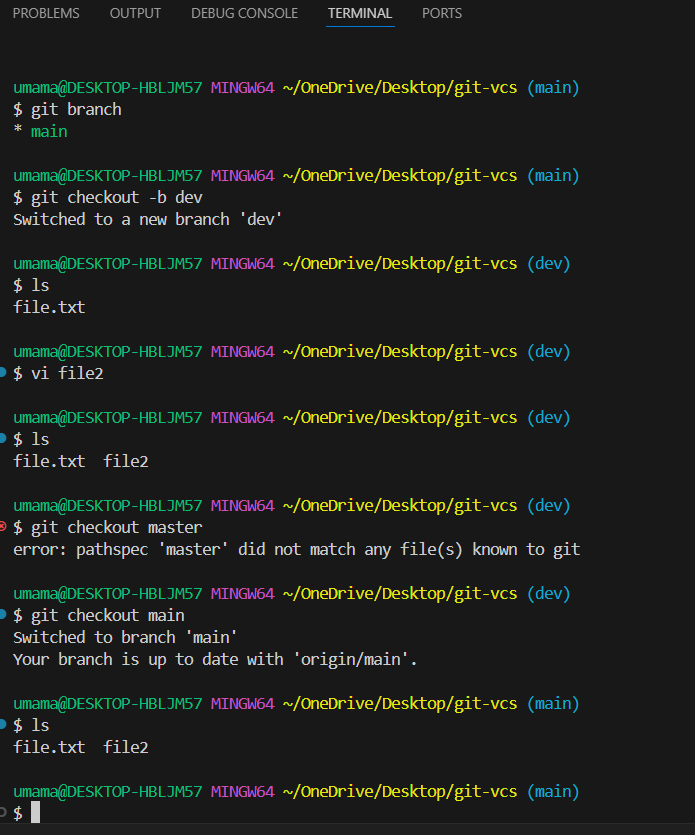 PROBLEMS OUTPUT DEBUG CONSOLE TERMINAL PORTS
umama@DESKTOP-HBLJM57 MINGW64 ~/OneDrive/Desktop/git-vcs (main)
$ git branch
* main
umama@DESKTOP-HBLJM57 MINGW64 ~/OneDrive/Desktop/git-vcs (main)
$ git checkout -b dev
Switched to a new branch 'dev'
umama@DESKTOP-HBLJM57 MINGW64 ~/OneDrive/Desktop/git-vcs (dev)
$ ls
file.txt
umama@DESKTOP-HBLJM57 MINGW64 ~/OneDrive/Desktop/git-vcs (dev)
$ vi file2
umama@DESKTOP-HBLJM57 MINGW64 ~/OneDrive/Desktop/git-vcs (dev)
$ ls
file.txt  file2
umama@DESKTOP-HBLJM57 MINGW64 ~/OneDrive/Desktop/git-vcs (dev)
$ git checkout master
error: pathspec 'master' did not match any file(s) known to git
umama@DESKTOP-HBLJM57 MINGW64 ~/OneDrive/Desktop/git-vcs (dev)
$ git checkout main
Switched to branch 'main'
Your branch is up to date with 'origin/main'.
umama@DESKTOP-HBLJM57 MINGW64 ~/OneDrive/Desktop/git-vcs (main)
$ ls
file.txt  file2
umama@DESKTOP-HBLJM57 MINGW64 ~/OneDrive/Desktop/git-vcs (main)
$